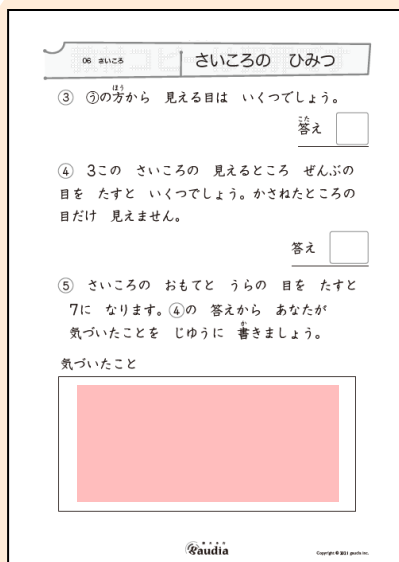 06 さいころ
さいころの ひみつ
③ ㋒の方から 見える目は いくつでしょう。
ほう
こた
答え
④ 3この さいころの 見えるところ ぜんぶの
目を たすと いくつでしょう。かさねたところの
目だけ 見えません。
答え
⑤ さいころの おもてと うらの 目を たすと
7に なります。④の 答えから あなたが
気づいたことを じゆうに 書きましょう。
か
気づいたこと
gaudia